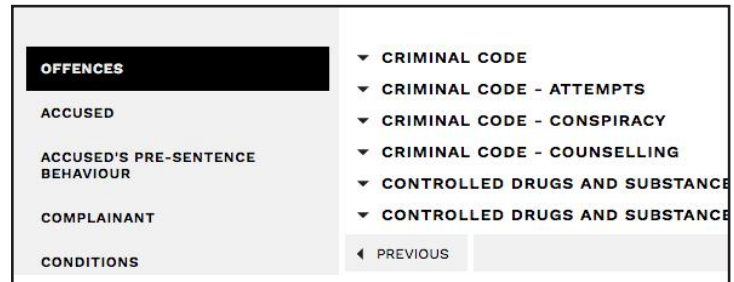 OFFENCES
ACCUSED
ACCUSED'S PRE-SENTENCE
BEHAVIOUR
COMPLAINANT
CONDITIONS
CRIMINAL CODE
CRIMINAL CODE - ATTEMPTS
CRIMINAL CODE - CONSPIRACY
CRIMINAL CODE - COUNSELLING
CONTROLLED DRUGS AND SUBSTANCE
CONTROLLED DRUGS AND SUBSTANCE
PREVIOUS